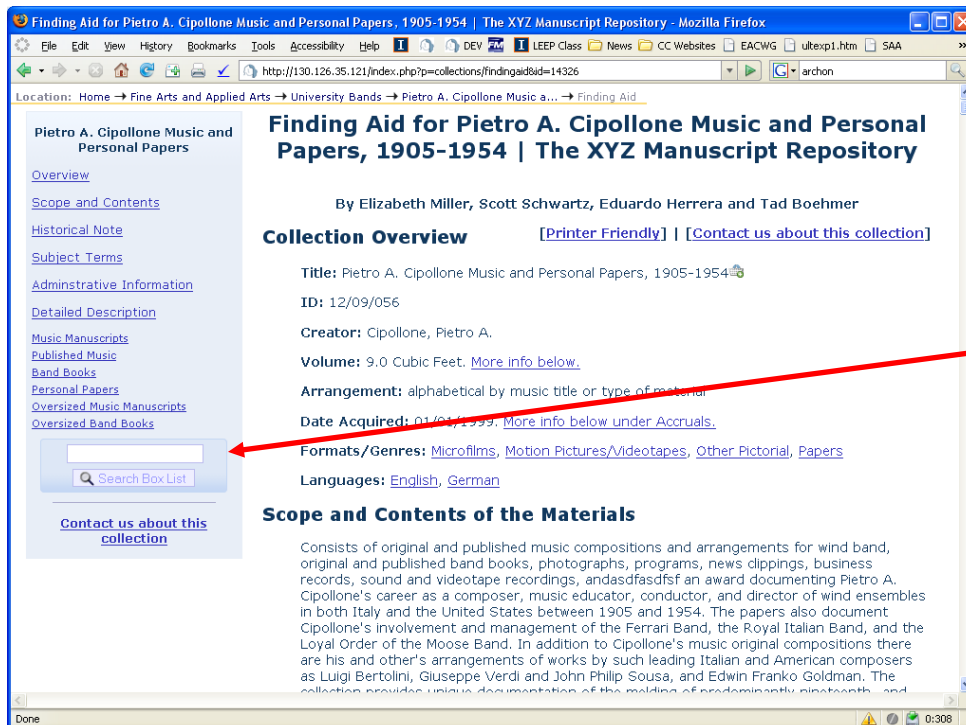 Finding Aid for Pietro A. Cipollone Music and Personal Papers, 1905-1954 | The XYZ Manuscript Repository - Mozilla Firefox
File Edit View History Bookmarks Tools Accessibility Help DEV LEEP Class News CC Websites EACWG ultexp1.htm SAA »
http://130.126.35.121/index.php?p=collections/findingaid&id=14326 archon
Location: Home → Fine Arts and Applied Arts → University Bands → Pietro A. Cipollone Music a... → Finding Aid
Pietro A. Cipollone Music and
Personal Papers
Overview
Scope and Contents
Historical Note
Subject Terms
Adminstrative Information
Detailed Description
Music Manuscripts
Published Music
Band Books
Personal Papers
Oversized Music Manuscripts
Oversized Band Books
Search Box List
Contact us about this
collection
Finding Aid for Pietro A. Cipollone Music and Personal
Papers, 1905-1954 | The XYZ Manuscript Repository
By Elizabeth Miller, Scott Schwartz, Eduardo Herrera and Tad Boehmer
Collection Overview [Printer Friendly] | [Contact us about this collection]
Title: Pietro A. Cipollone Music and Personal Papers, 1905-1954
ID: 12/09/056
Creator: Cipollone, Pietro A.
Volume: 9.0 Cubic Feet. More info below.
Arrangement: alphabetical by music title or type of material
Date Acquired: 01/01/1999. More info below under Accruals.
Formats/Genres: Microfilms, Motion Pictures/Videotapes, Other Pictorial, Papers
Languages: English, German
Scope and Contents of the Materials
Consists of original and published music compositions and arrangements for wind band,
original and published band books, photographs, programs, news clippings, business
records, sound and videotape recordings, andasdfasdfsf an award documenting Pietro A.
Cipollone's career as a composer, music educator, conductor, and director of wind ensembles
in both Italy and the United States between 1905 and 1954. The papers also document
Cipollone's involvement and management of the Ferrari Band, the Royal Italian Band, and the
Loyal Order of the Moose Band. In addition to Cipollone's music original compositions there
are his and other's arrangements of works by such leading Italian and American composers
as Luigi Bertolini, Giuseppe Verdi and John Philip Sousa, and Edwin Franko Goldman. The
collection provides unique documentation of the melding of predominantly nineteenth- and
Done 0:308